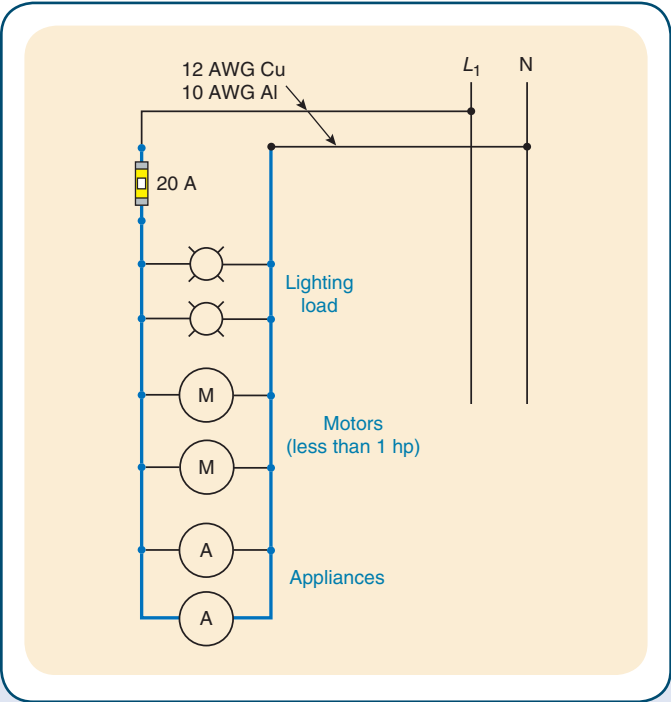 12 AWG Cu
10 AWG Al
L1
N
20 A
Lighting
load
M
Motors
(less than 1 hp)
M
A
Appliances
A